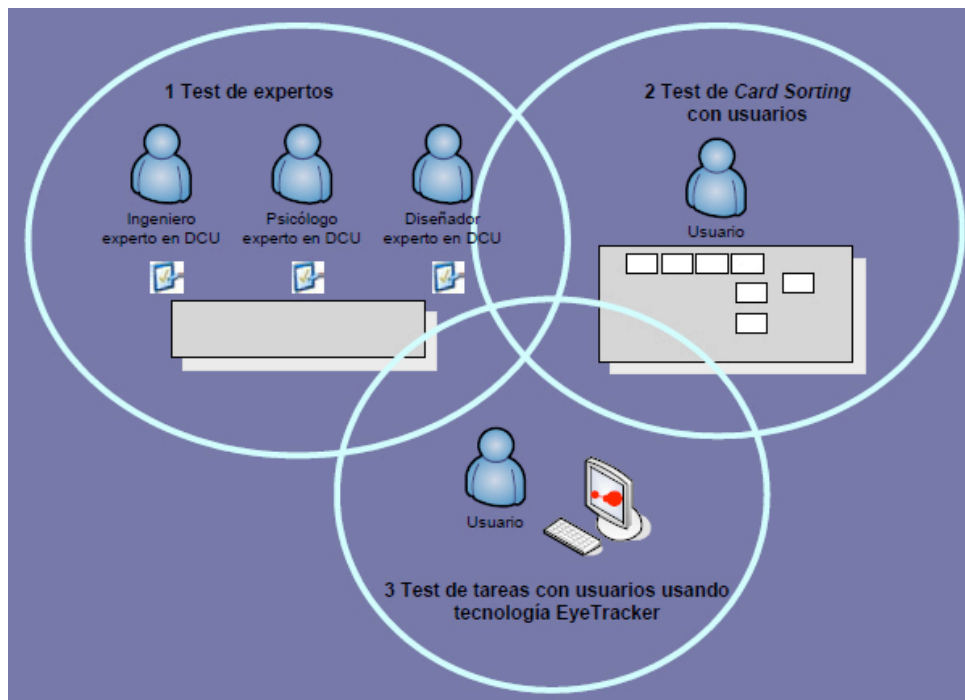 1 Test de expertos
Ingeniero
experto en DCU
Psicólogo
experto en DCU
Diseñador
experto en DCU
2 Test de Card Sorting
con usuarios
Usuario
Usuario
3 Test de tareas con usuarios usando
tecnología EyeTracker